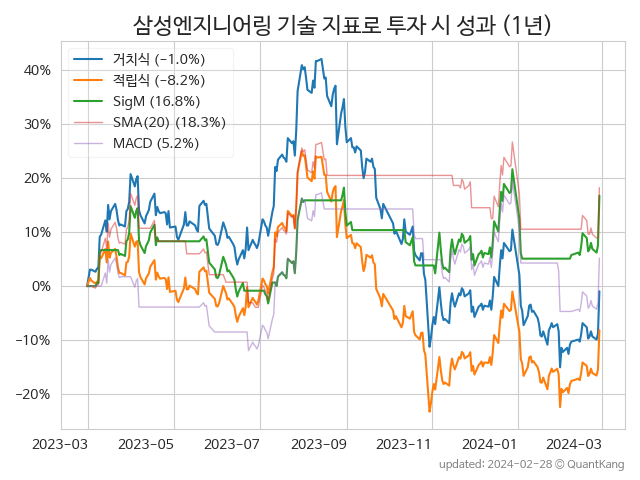 삼성엔지니어링 기술 지표로 투자 시 성과 (1년)
거치식 (−1.0%)
적립식 (−8.2%)
SigM (16.8%)
SMA(20) (18.3%)
MACD (5.2%)
40%
30%
20%
10%
0%
−10%
−20%
2023−03
2023−05
2023−07
2023−09
2023−11
2024−01
2024−03
updated: 2024-02-28 © QuantKang